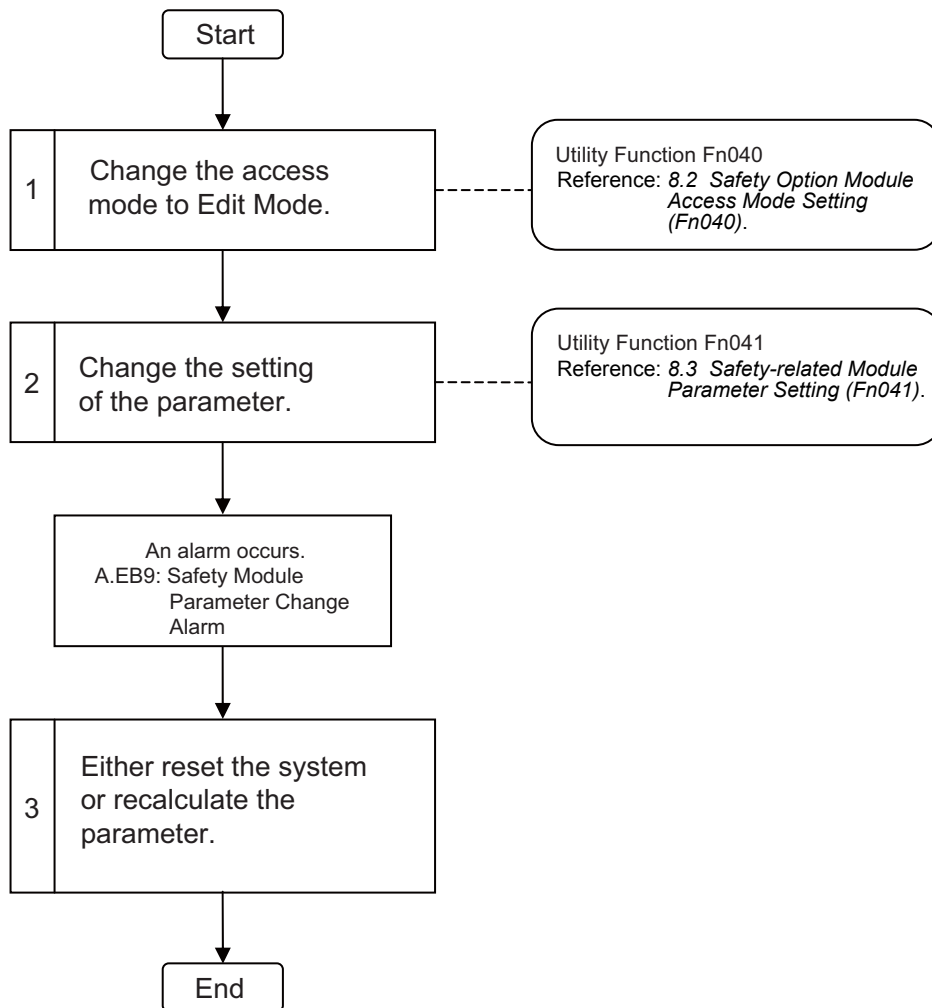 Start
1
Change the access
mode to Edit Mode.
Utility Function Fn040
Reference: 8.2 Safety Option Module
Access Mode Setting
(Fn040).
2
Change the setting
of the parameter.
Utility Function Fn041
Reference: 8.3 Safety-related Module
Parameter Setting (Fn041).
An alarm occurs.
A.EB9: Safety Module
Parameter Change
Alarm
3
Either reset the system
or recalculate the
parameter.
End